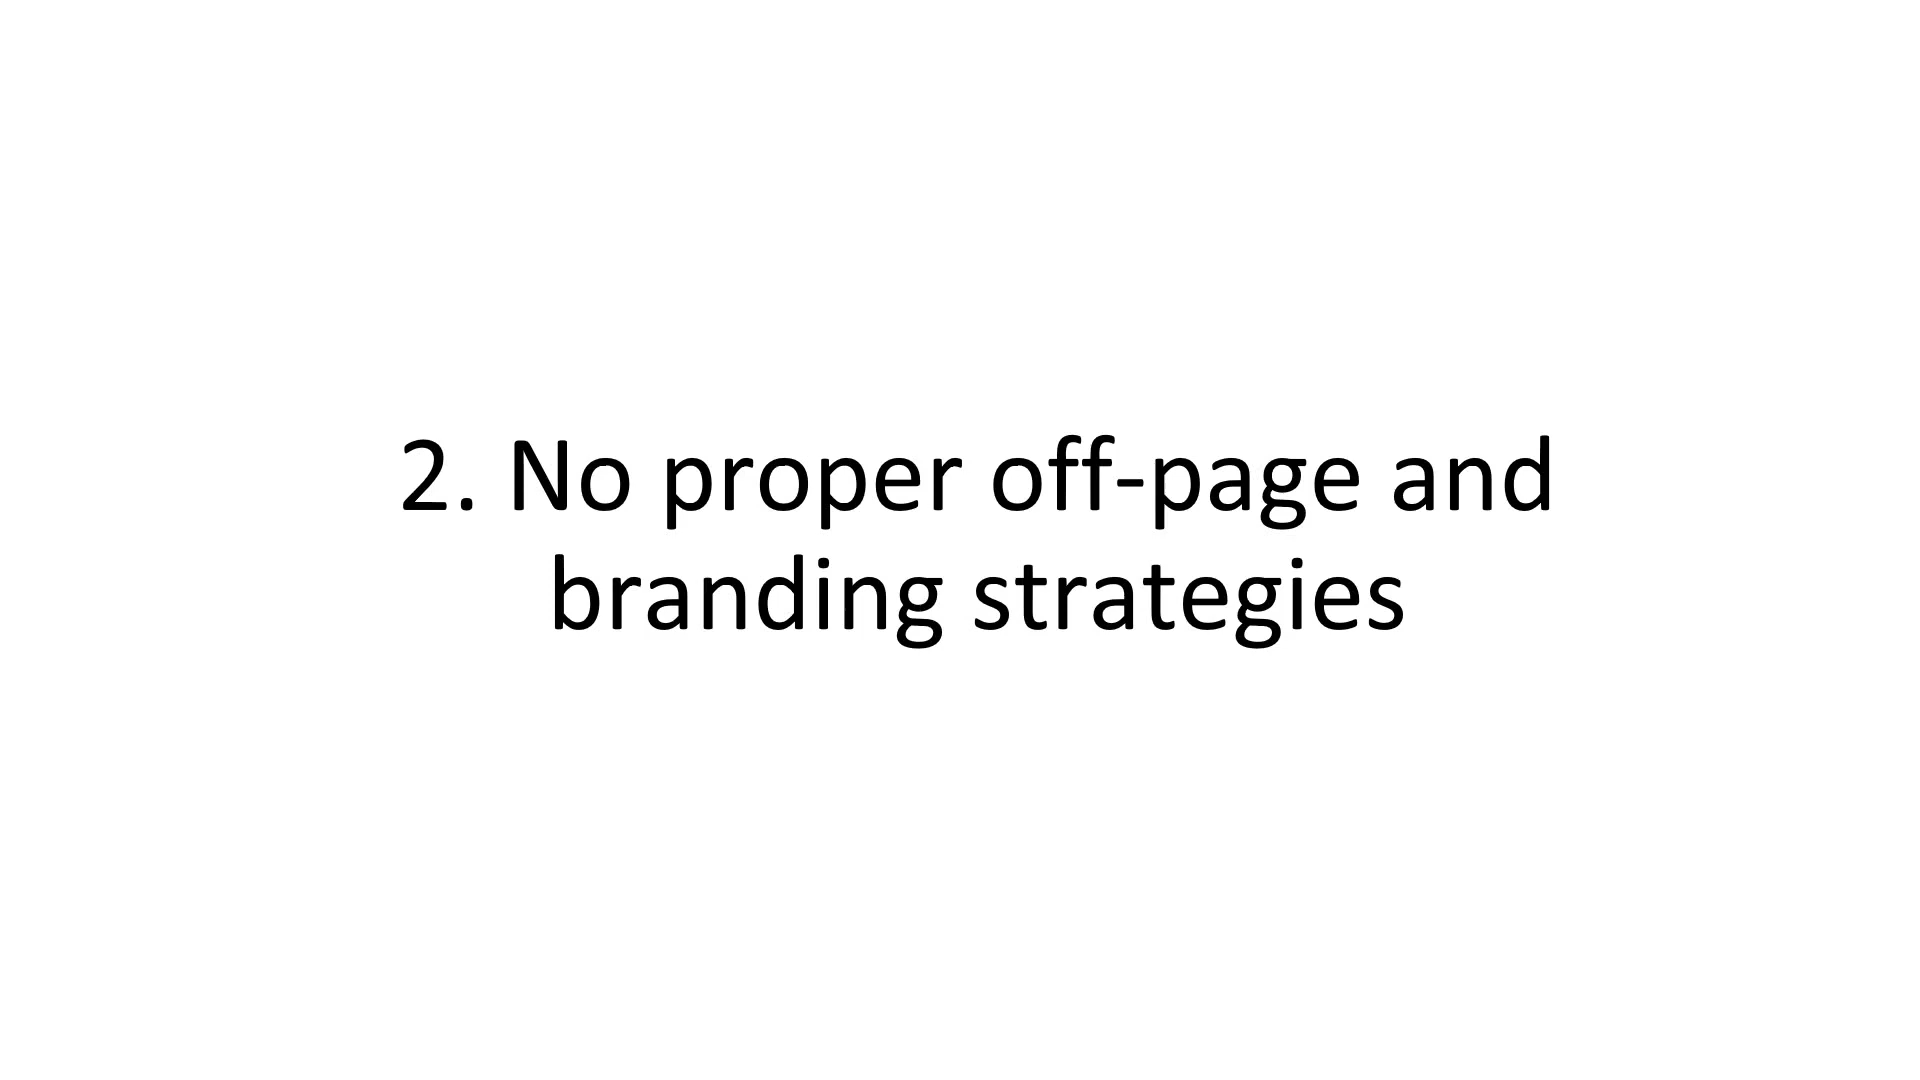 2. No proper off-page and
branding strategies